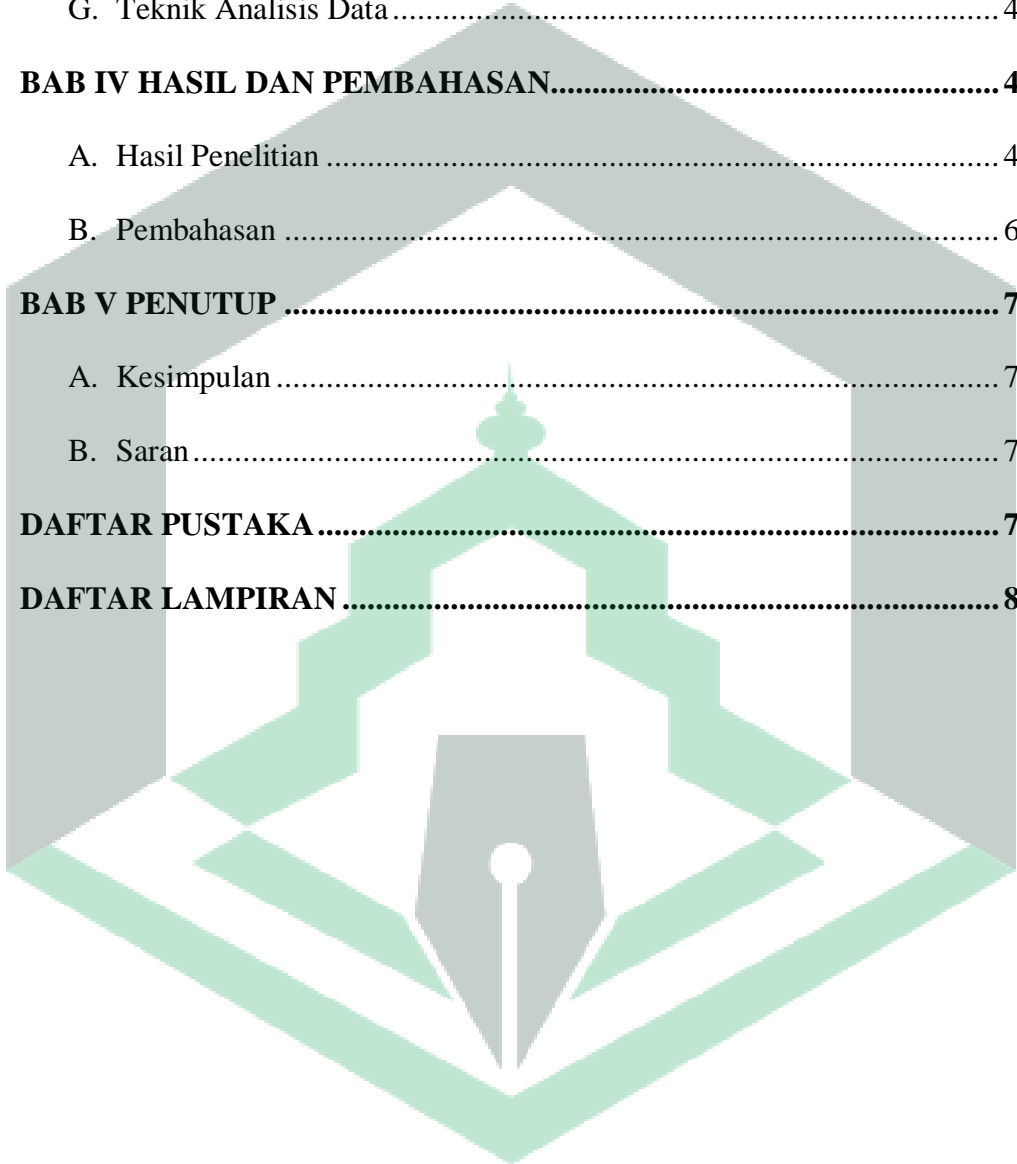 G. Teknik Analisis Data .......................................................................... 4
BAB IV HASIL DAN PEMBAHASAN.................................................. 4
A. Hasil Penelitian ................................................................................. 4
B. Pembahasan ...................................................................................... 6
BAB V PENUTUP ................................................................................ 7
A. Kesimpulan ....................................................................................... 7
B. Saran ................................................................................................. 7
DAFTAR PUSTAKA ............................................................................ 7
DAFTAR LAMPIRAN ......................................................................... 8